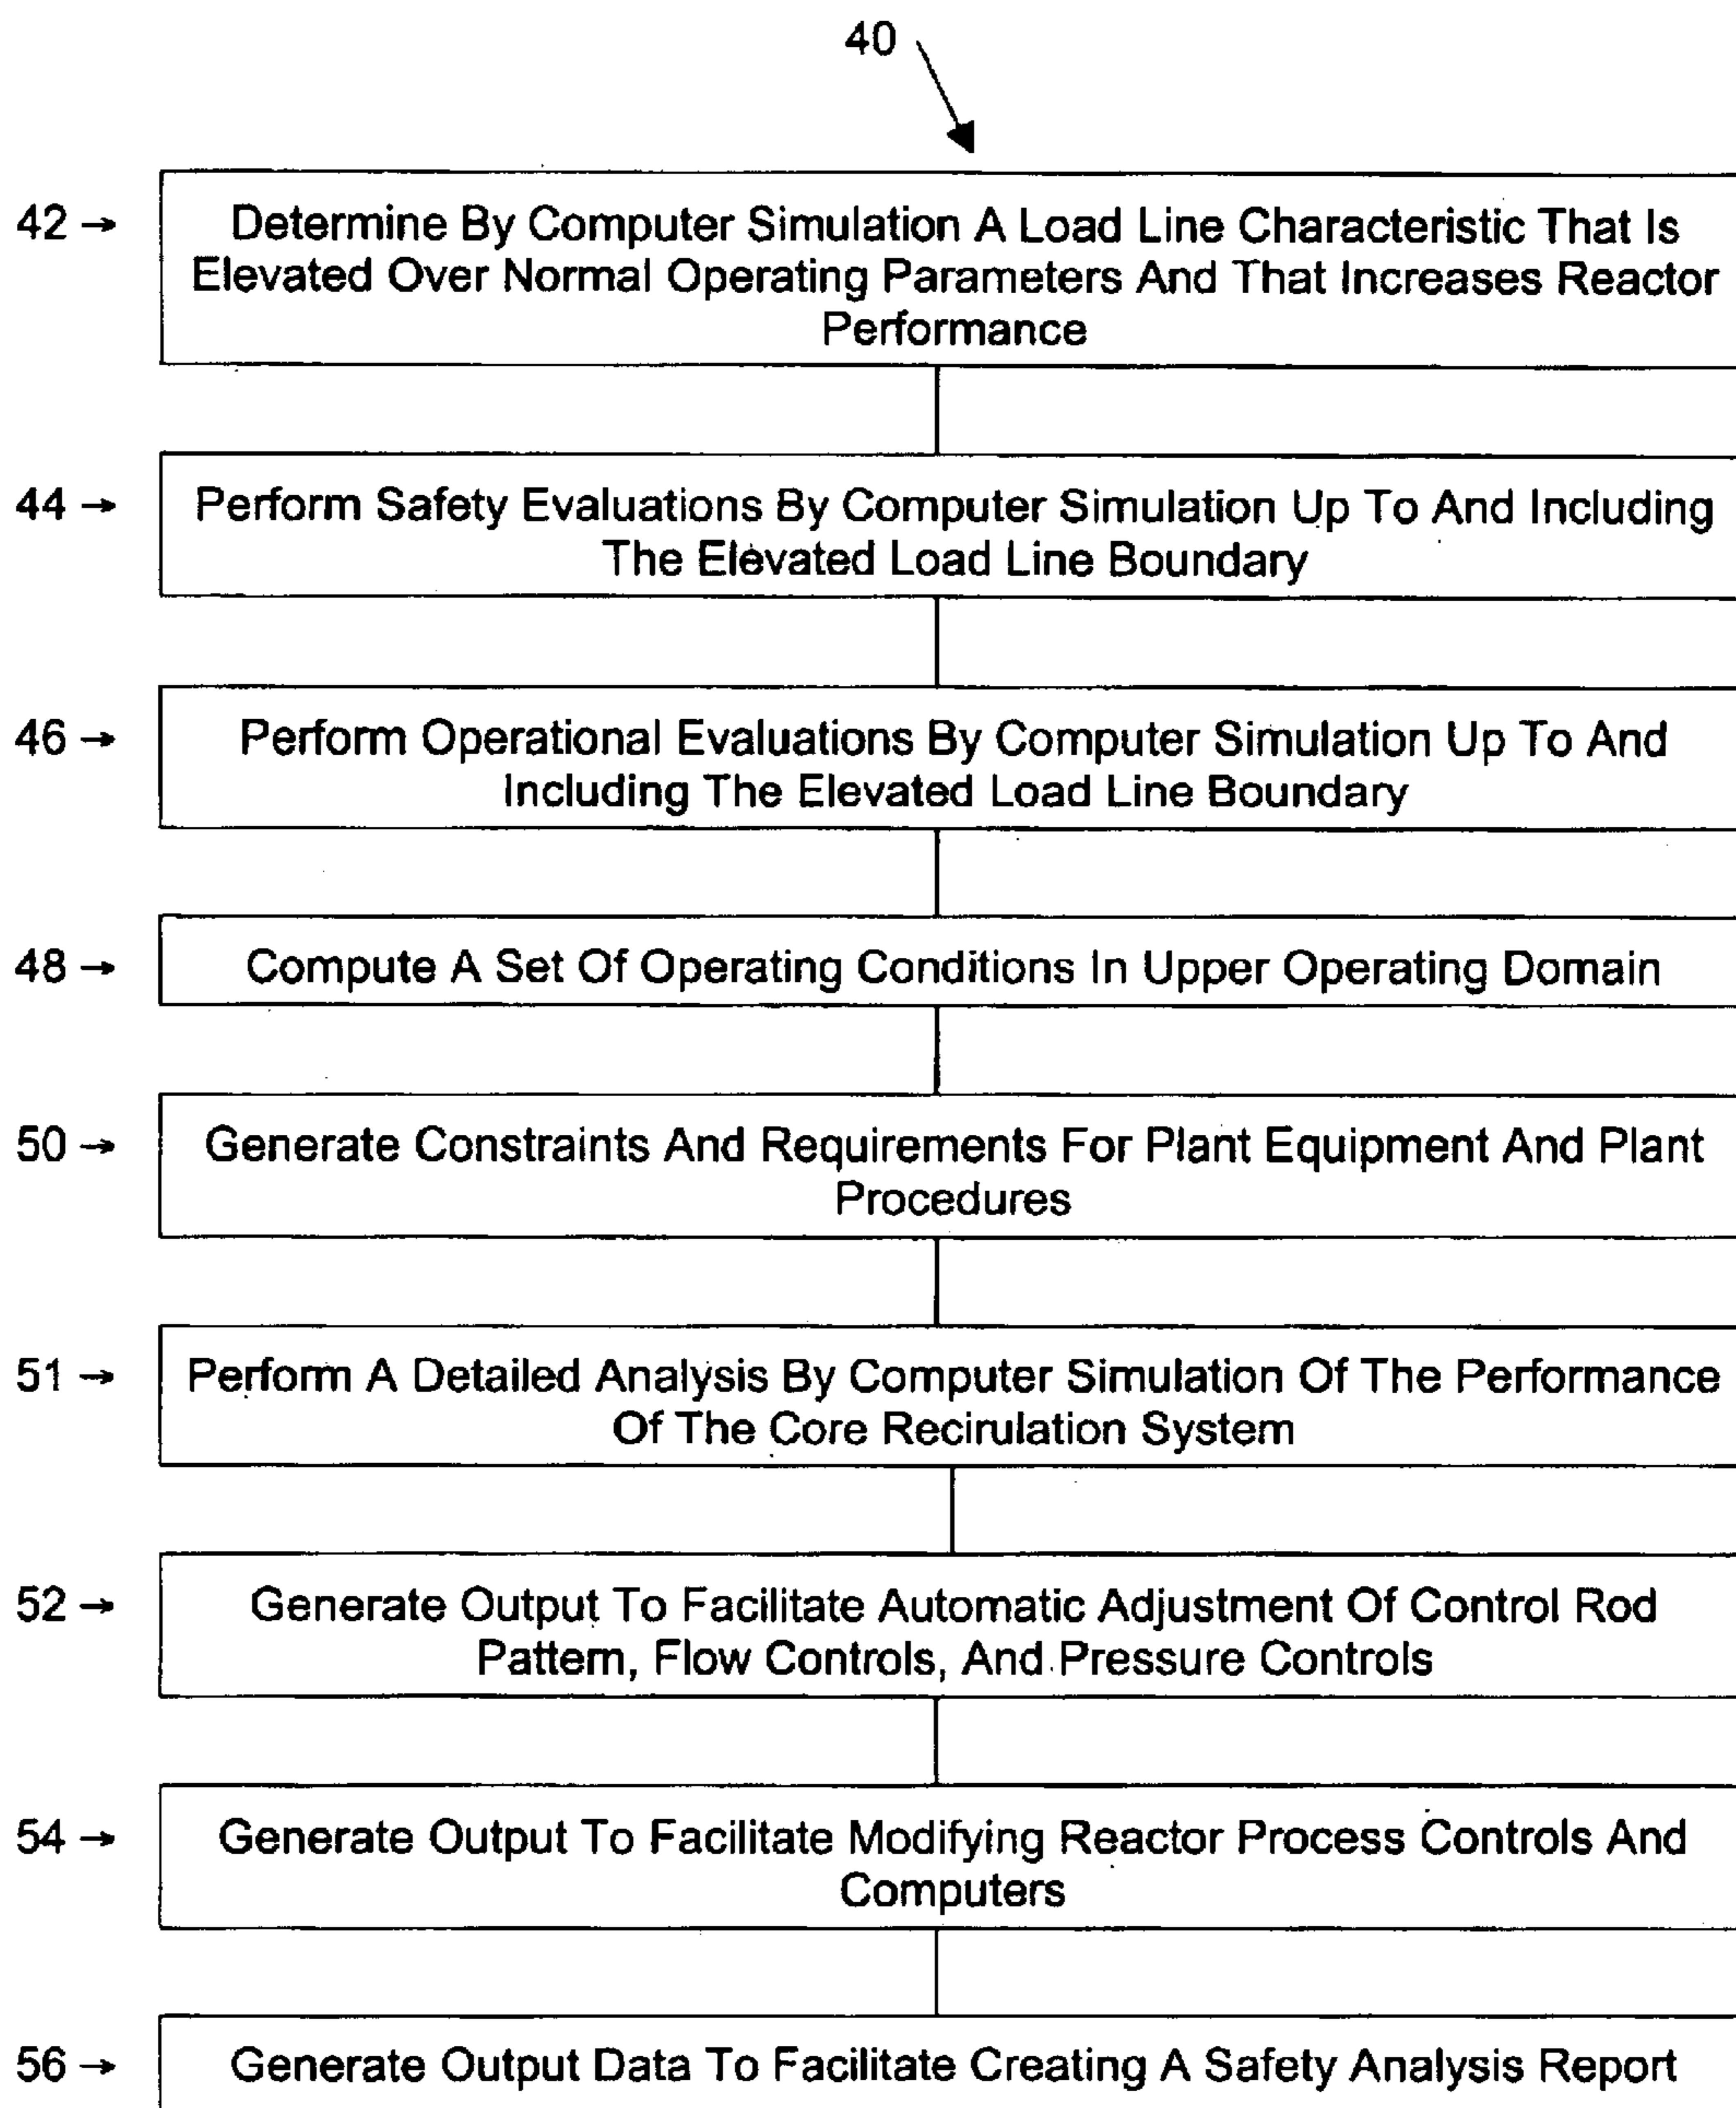 40
42 → Determine By Computer Simulation A Load Line Characteristic That Is
Elevated Over Normal Operating Parameters And That Increases Reactor
Performance
44 → Perform Safety Evaluations By Computer Simulation Up To And Including
The Elevated Load Line Boundary
46 → Perform Operational Evaluations By Computer Simulation Up To And
Including The Elevated Load Line Boundary
48 → Compute A Set Of Operating Conditions In Upper Operating Domain
50 → Generate Constraints And Requirements For Plant Equipment And Plant
Procedures
51 → Perform A Detailed Analysis By Computer Simulation Of The Performance
Of The Core Recirulation System
52 → Generate Output To Facilitate Automatic Adjustment Of Control Rod
Pattern, Flow Controls, And Pressure Controls
54 → Generate Output To Facilitate Modifying Reactor Process Controls And
Computers
56 → Generate Output Data To Facilitate Creating A Safety Analysis Report